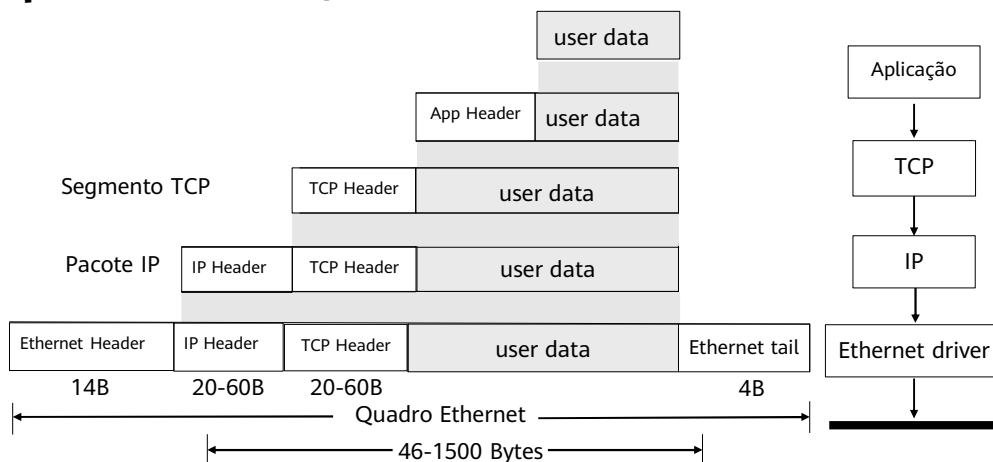 user data
Aplicação
App Header user data
TCP
Segmento TCP TCP Header user data
Pacote IP IP Header TCP Header user data
IP
Ethernet Header IP Header TCP Header user data Ethernet tail
Ethernet driver
14B 20-60B 20-60B 4B
Quadro Ethernet
46-1500 Bytes